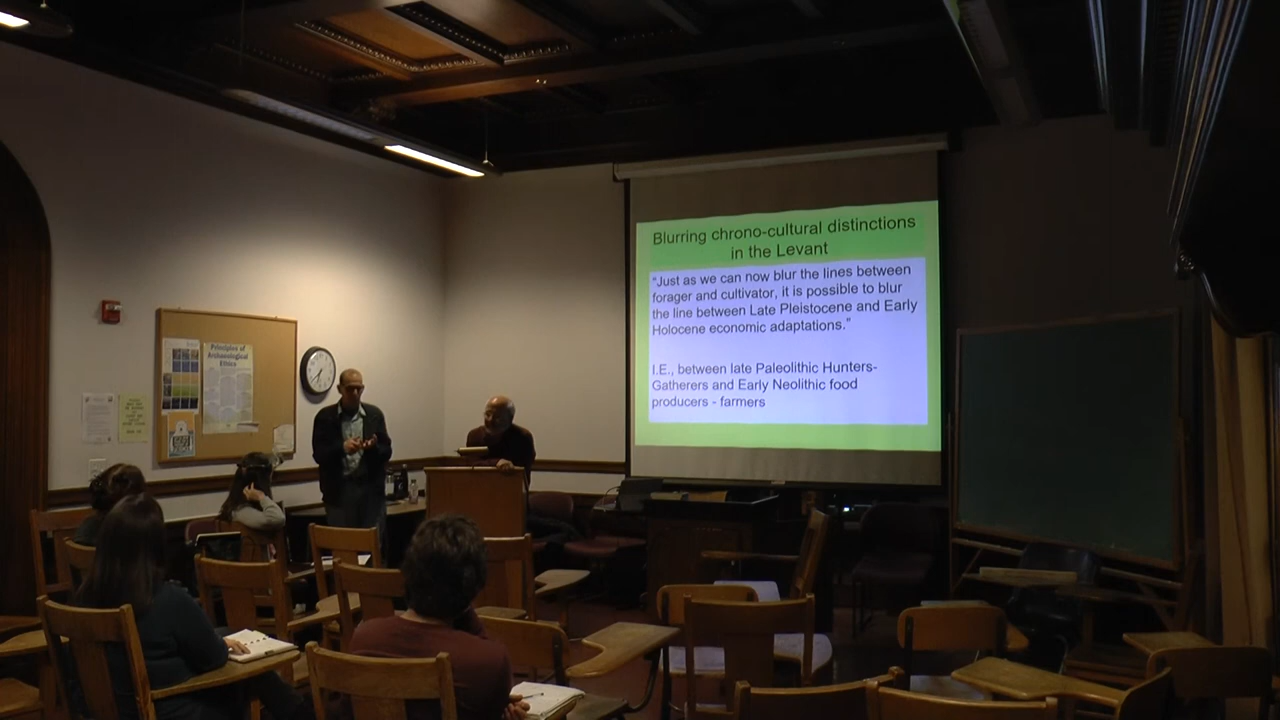 Blurring chrono-cultural distinctions
in the Levant
“Just as we can now blur the lines between
forager and cultivator, it is possible to blur
the line between Late Pleistocene and Early
Holocene economic adaptations.”
I.E., between late Paleolithic Hunters-
Gatherers and Early Neolithic food
producers - farmers
Principles of
Archaeological
Ethics